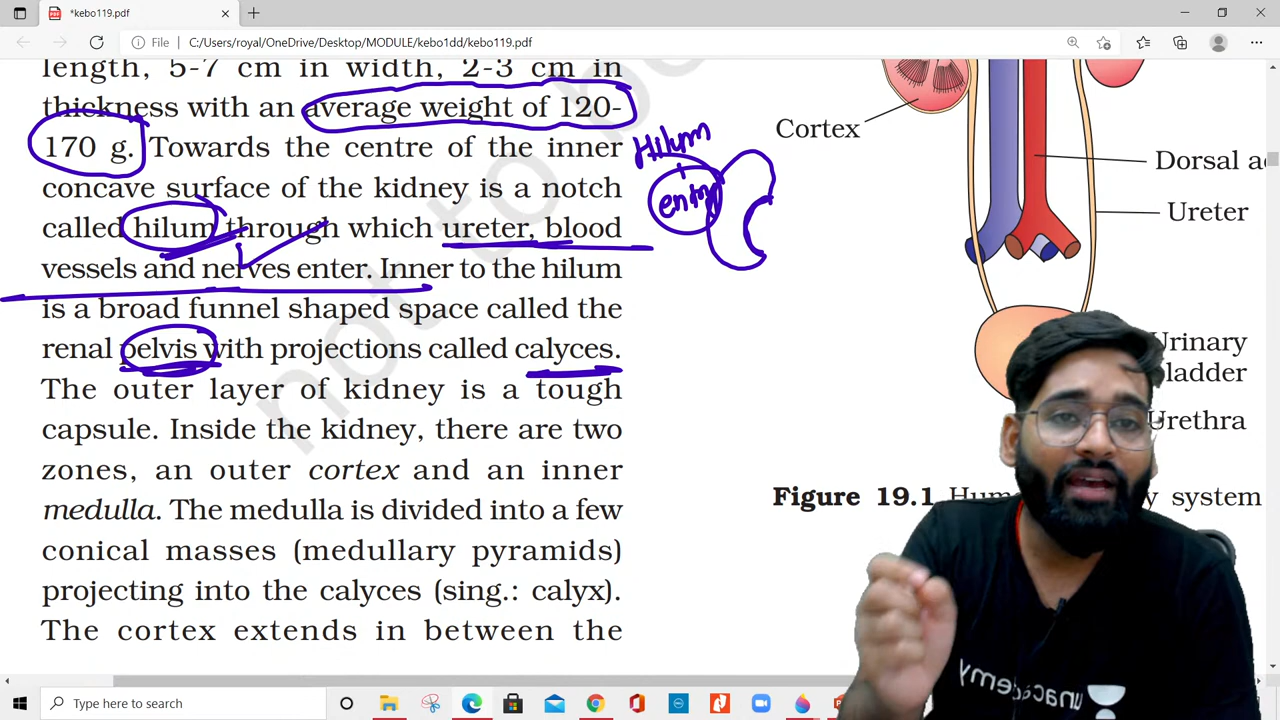 *kebo119.pdf
File
C:/Users/royal/OneDrive/Desktop/MODULE/kebo1dd/kebo119.pdf
length, 5-7 cm in width, 2-3 cm in
thickness with an average weight of 120-
170 g. Towards the centre of the inner
concave surface of the kidney is a notch
called hilum through which ureter, blood
vessels and nerves enter. Inner to the hilum
is a broad funnel shaped space called the
renal pelvis with projections called calyces.
The outer layer of kidney is a tough
capsule. Inside the kidney, there are two
zones, an outer cortex and an inner
medulla. The medulla is divided into a few
conical masses (medullary pyramids)
projecting into the calyces (sing.: calyx).
The cortex extends in between the
not to be
Hilum
Cortex
Dorsal
Ureter
Urinary
bladder
Urethra
Figure 19.1
system
unacademy
Type here to search